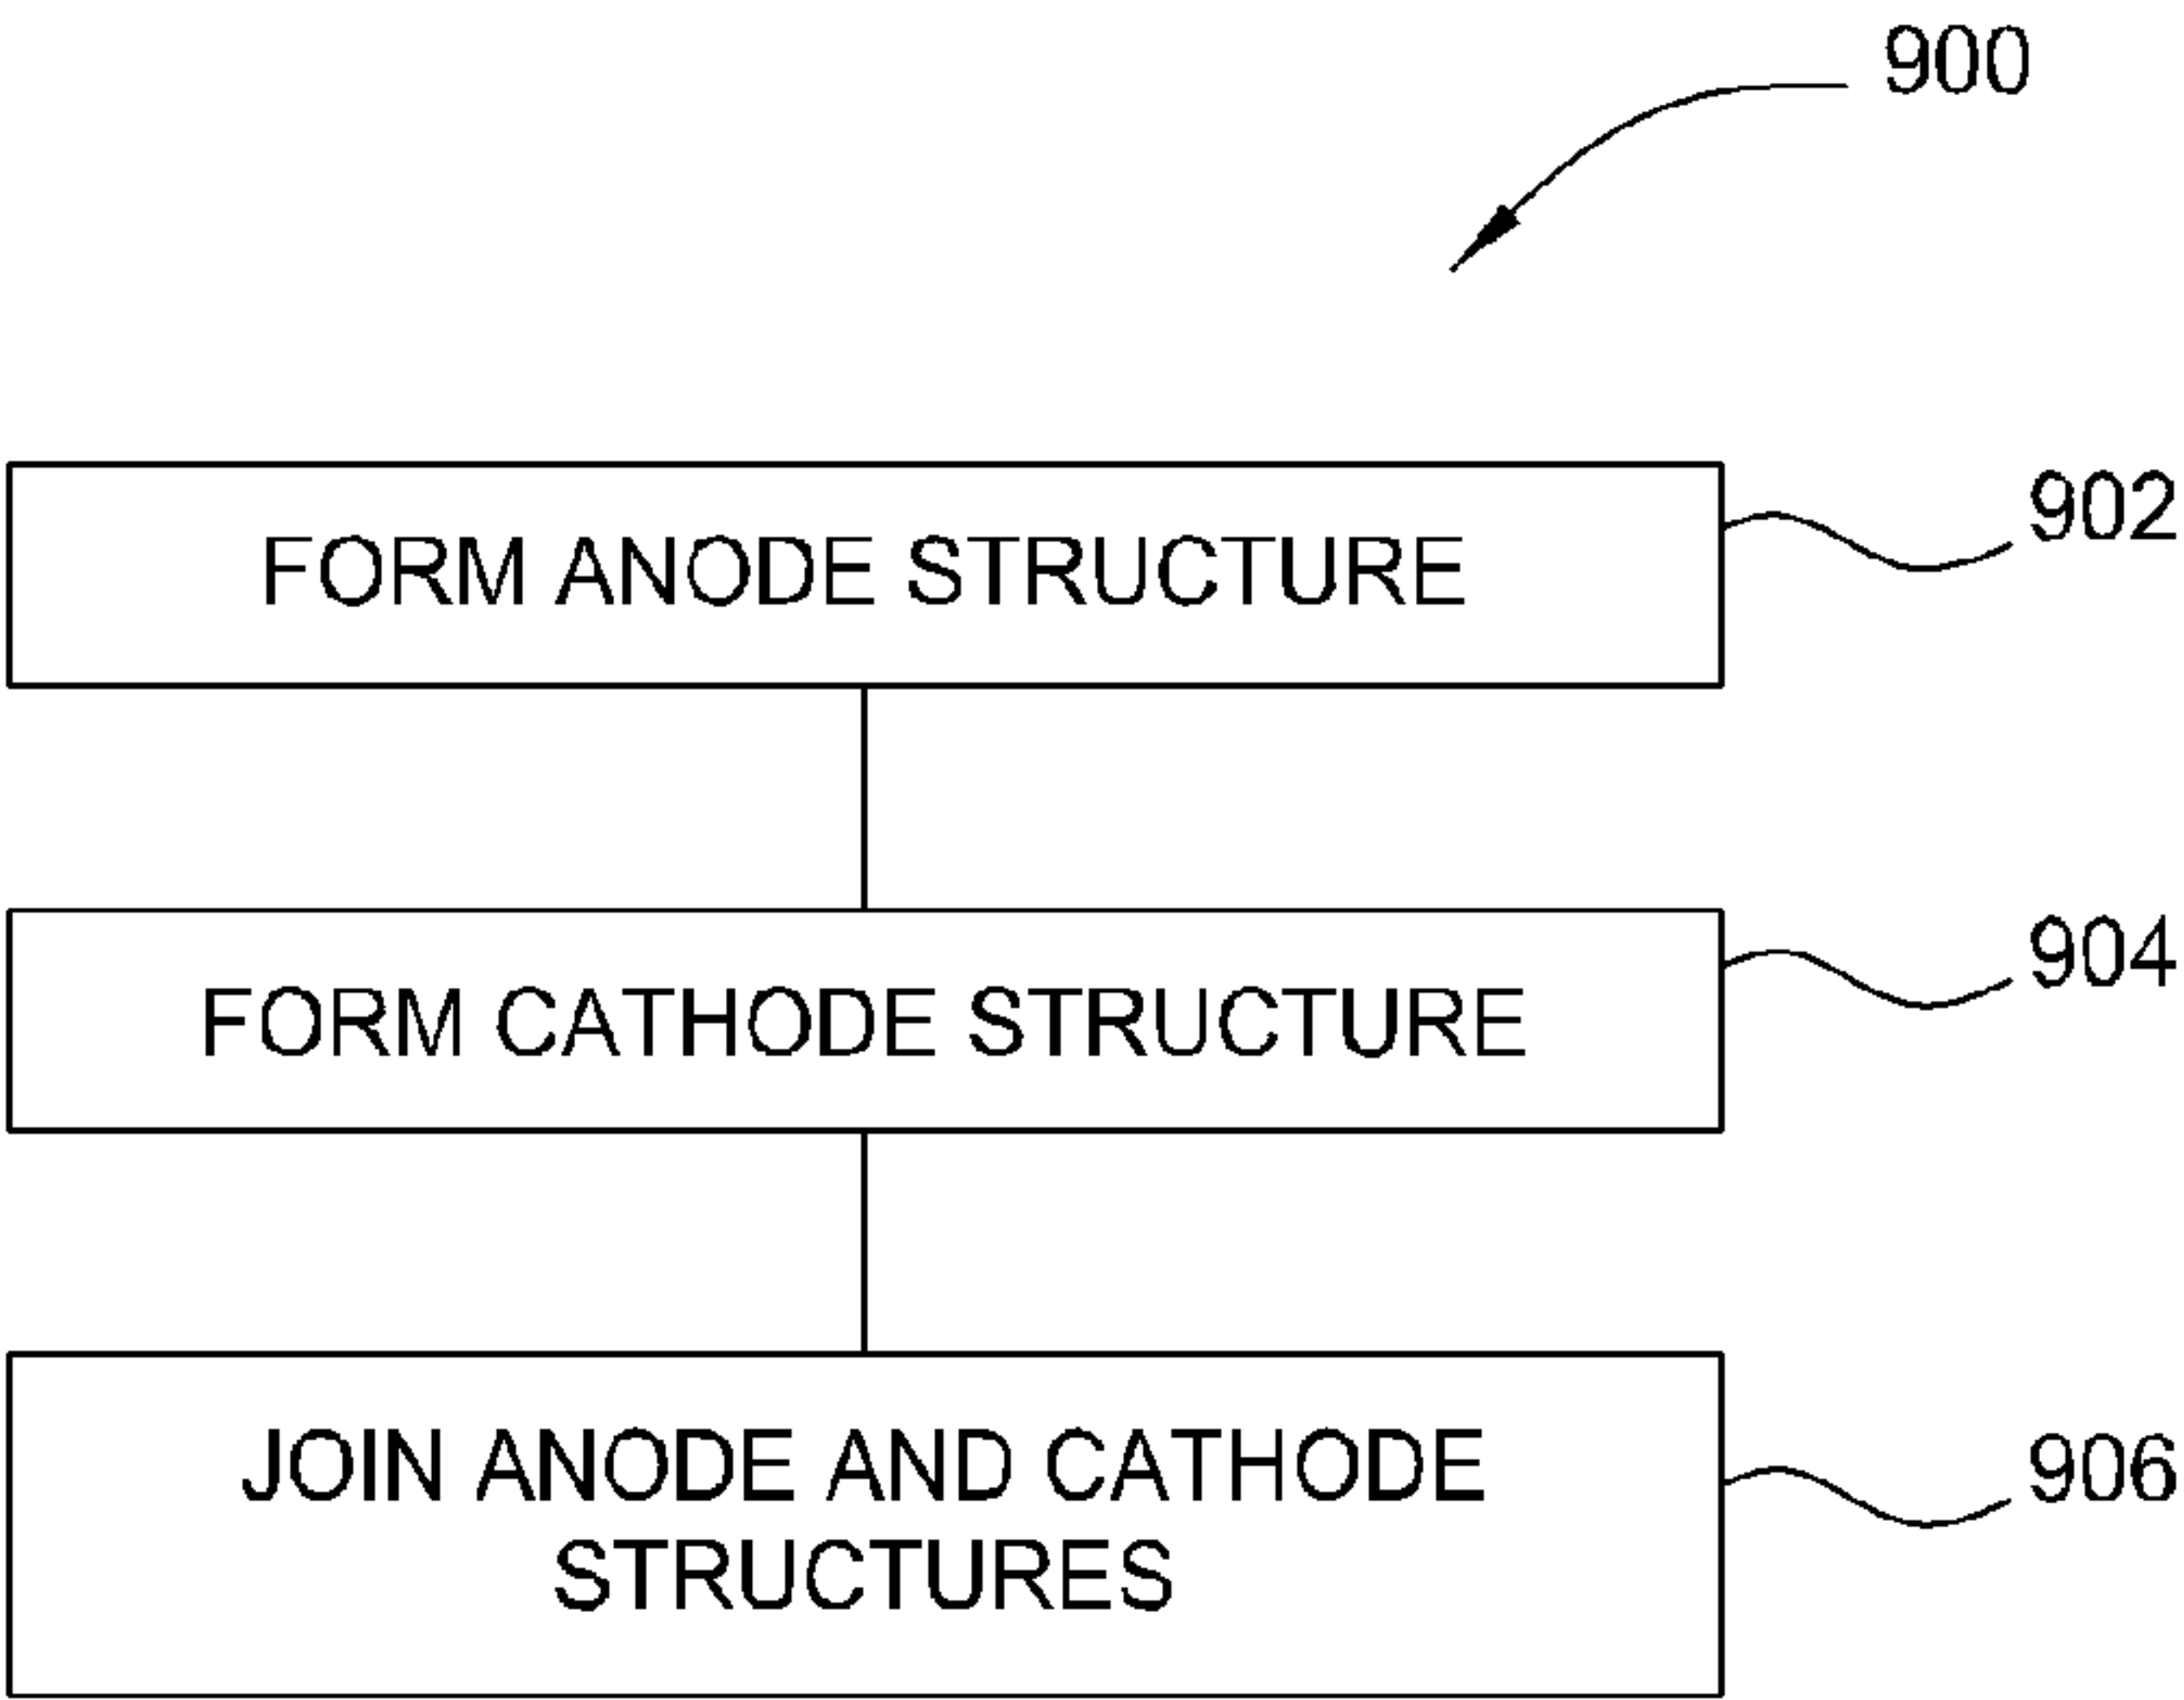 900
FORM ANODE STRUCTURE
902
FORM CATHODE STRUCTURE
904
JOIN ANODE AND CATHODE
STRUCTURES
906